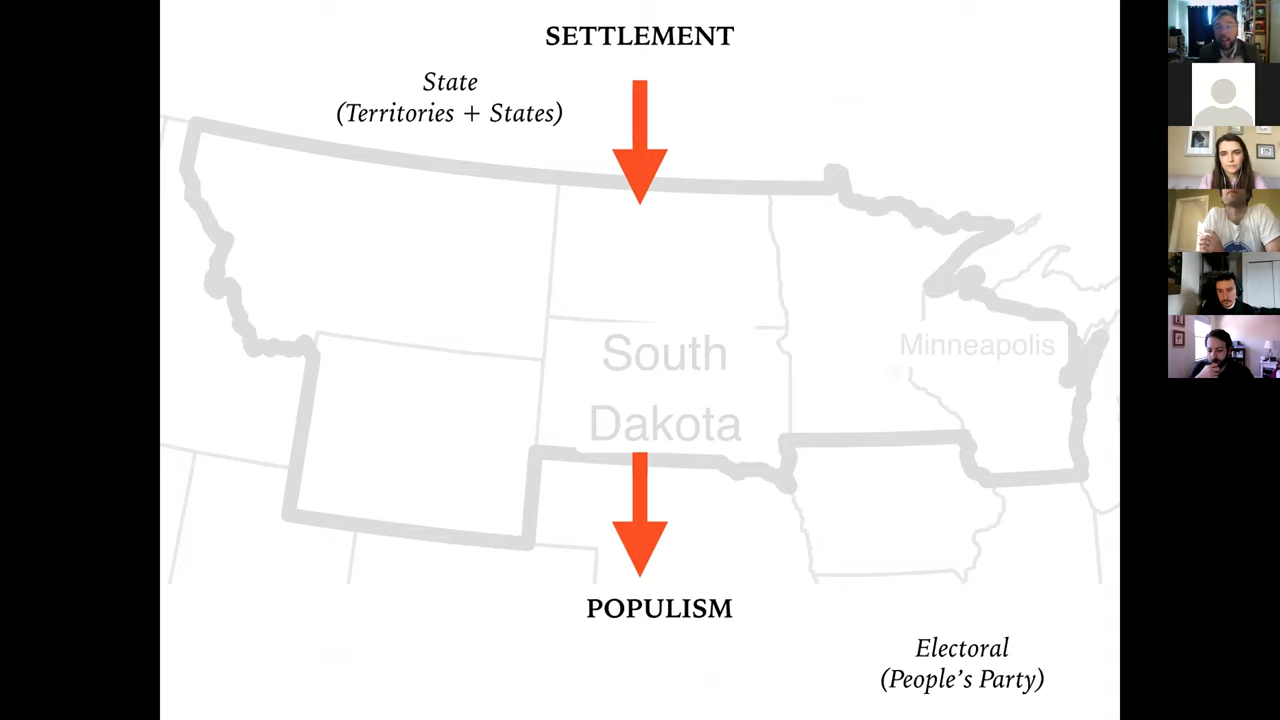 SETTLEMENT
State
(Territories + States)
South
Dakota
Minneapolis
POPULISM
Electoral
(People’s Party)